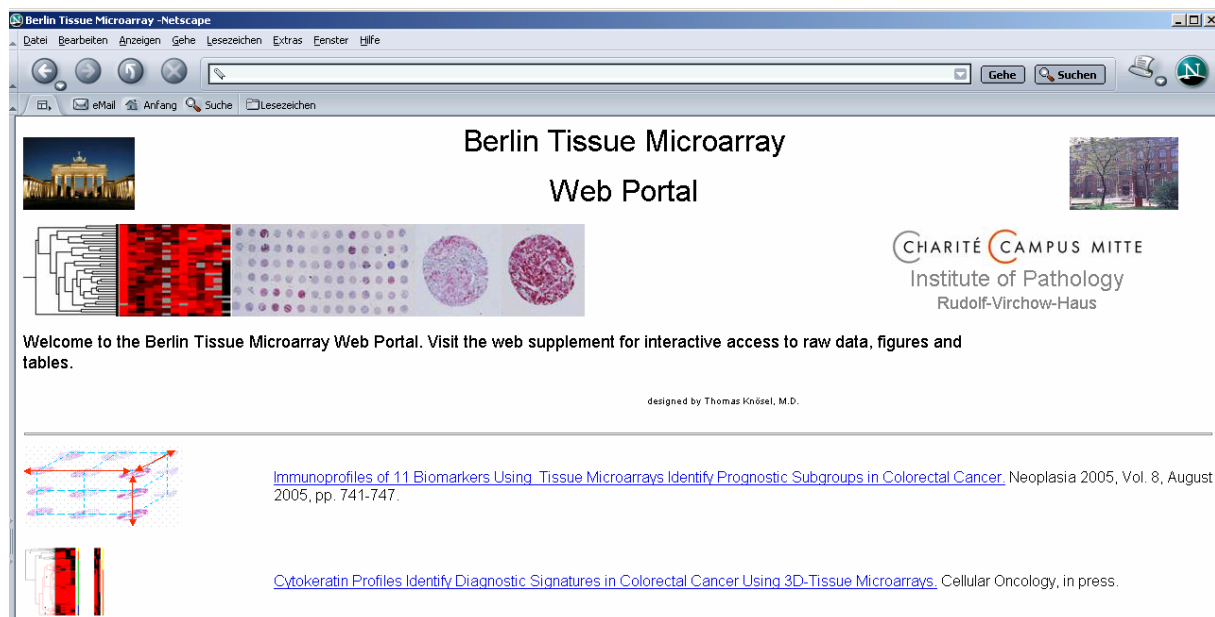 Berlin Tissue Microarray -Netscape
Datei Bearbeiten Anzeigen Gehe Lesezeichen Extras Fenster Hilfe
Gehe Suchen
eMail Anfang Suche Lesezeichen
Berlin Tissue Microarray
Web Portal
CHARITÉ CAMPUS MITTE
Institute of Pathology
Rudolf-Virchow-Haus
Welcome to the Berlin Tissue Microarray Web Portal. Visit the web supplement for interactive access to raw data, figures and
tables.
designed by Thomas Knösel, M.D.
Immunoprofiles of 11 Biomarkers Using Tissue Microarrays Identify Prognostic Subgroups in Colorectal Cancer. Neoplasia 2005, Vol. 8, August
2005, pp. 741-747.
Cytokeratin Profiles Identify Diagnostic Signatures in Colorectal Cancer Using 3D-Tissue Microarrays. Cellular Oncology, in press.